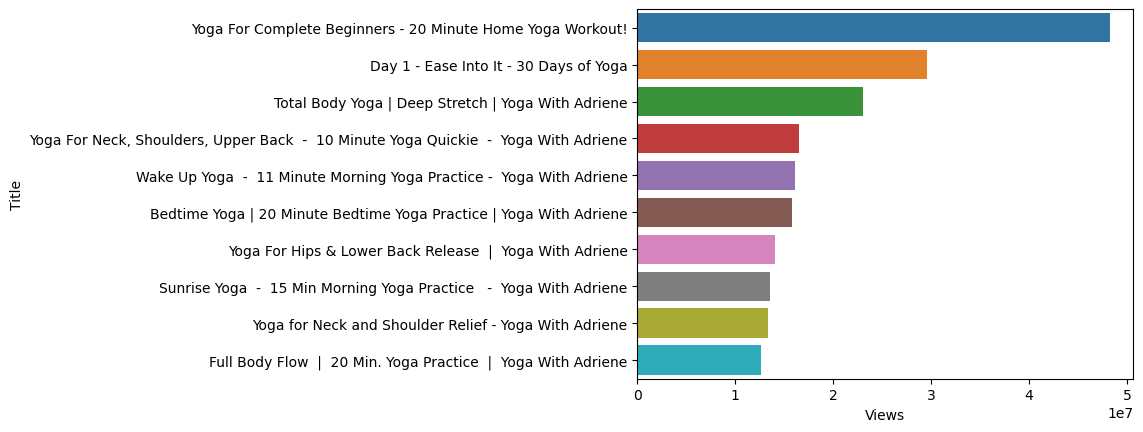 Title
Yoga For Complete Beginners - 20 Minute Home Yoga Workout!
Day 1 - Ease Into It - 30 Days of Yoga
Total Body Yoga | Deep Stretch | Yoga With Adriene
Yoga For Neck, Shoulders, Upper Back  -  10 Minute Yoga Quickie  -  Yoga With Adriene
Wake Up Yoga  -  11 Minute Morning Yoga Practice -  Yoga With Adriene
Bedtime Yoga | 20 Minute Bedtime Yoga Practice | Yoga With Adriene
Yoga For Hips & Lower Back Release  |  Yoga With Adriene
Sunrise Yoga  -  15 Min Morning Yoga Practice   -  Yoga With Adriene
Yoga for Neck and Shoulder Relief - Yoga With Adriene
Full Body Flow  |  20 Min. Yoga Practice  |  Yoga With Adriene
0 1 2 3 4 5
1e7
Views